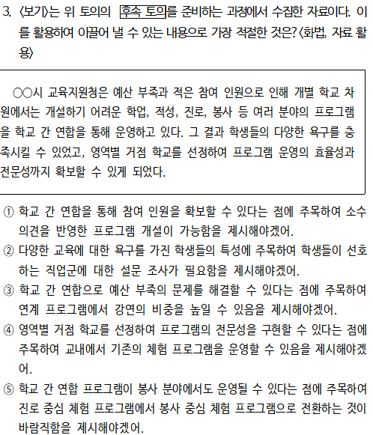 3. <보기>는 위 토의의 후속 토의를 준비하는 과정에서 수집한 자료이다. 이
를 활용하여 이끌어 낼 수 있는 내용으로 가장 적절한 것은? <화법, 자료 활
용>
○○시 교육지원청은 예산 부족과 적은 참여 인원으로 인해 개별 학교 차
원에서는 개설하기 어려운 학업, 적성, 진로, 봉사 등 여러 분야의 프로그램
을 학교 간 연합을 통해 운영하고 있다. 그 결과 학생들의 다양한 욕구를 충
족시킬 수 있었고, 영역별 거점 학교를 선정하여 프로그램 운영의 효율성과
전문성까지 확보할 수 있게 되었다.
① 학교 간 연합을 통해 참여 인원을 확보할 수 있다는 점에 주목하여 소수
의견을 반영한 프로그램 개설이 가능함을 제시해야겠어.
② 다양한 교육에 대한 욕구를 가진 학생들의 특성에 주목하여 학생들이 선호
하는 직업군에 대한 설문 조사가 필요함을 제시해야겠어.
③ 학교 간 연합으로 예산 부족의 문제를 해결할 수 있다는 점에 주목하여
연계 프로그램에서 강연의 비중을 높일 수 있음을 제시해야겠어.
④ 영역별 거점 학교를 선정하여 프로그램의 전문성을 구현할 수 있다는 점에
주목하여 교내에서 기존의 체험 프로그램을 운영할 수 있음을 제시해야겠
어.
⑤ 학교 간 연합 프로그램이 봉사 분야에서도 운영될 수 있다는 점에 주목하여
진로 중심 체험 프로그램에서 봉사 중심 체험 프로그램으로 전환하는 것이
바람직함을 제시해야겠어.